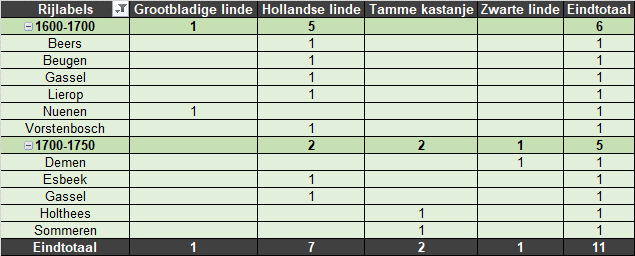 Rijlabels Grootbladige linde Hollandse linde Tamme kastanje Zwarte linde Eindtotaal
1600-1700 1 5 6
Beers 1 1
Beugen 1 1
Gassel 1 1
Lierop 1 1
Nuenen 1 1
Vorstenbosch 1 1
1700-1750 2 2 1 5
Demen 1 1
Esbeek 1 1
Gassel 1 1
Holthees 1 1
Sommeren 1 1
Eindtotaal 1 7 2 1 11